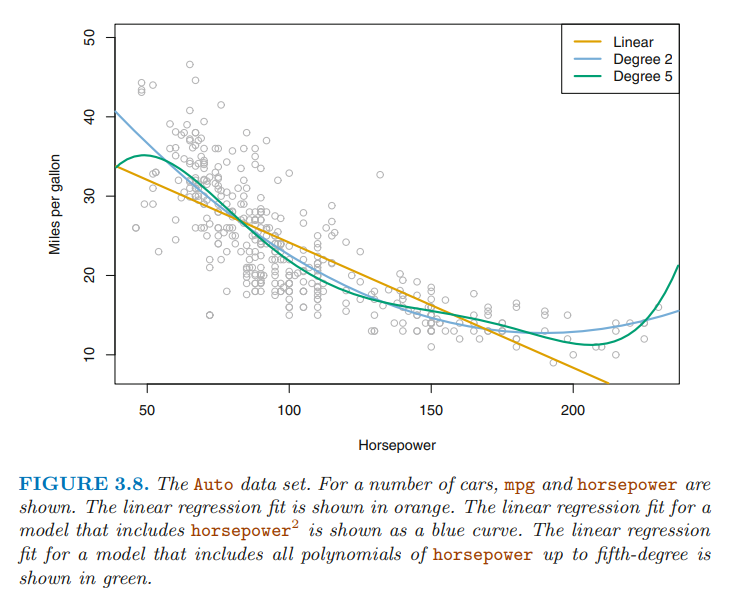 50
40
30
20
10
Miles per gallon
Linear
Degree 2
Degree 5
50 100 150 200
Horsepower
FIGURE 3.8. The Auto data set. For a number of cars, mpg and horsepower are
shown. The linear regression fit is shown in orange. The linear regression fit for a
model that includes horsepower² is shown as a blue curve. The linear regression
fit for a model that includes all polynomials of horsepower up to fifth-degree is
shown in green.